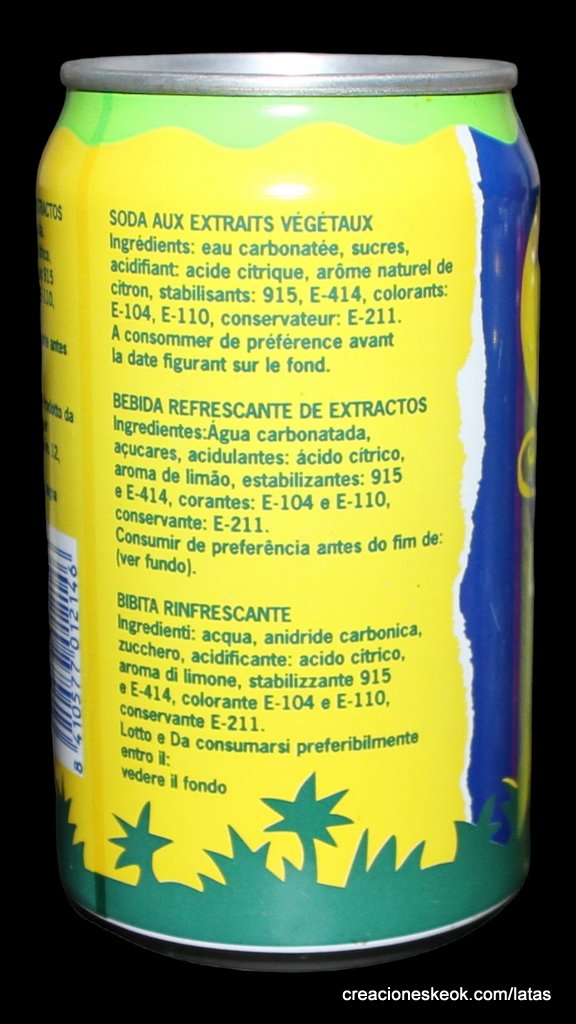 SODA AUX EXTRAITS VÉGÉTAUX
Ingrédients: eau carbonatée, sucres,
acidifiant: acide citrique, arôme naturel de
citron, stabilisants: 915, E-414, colorants:
E-104, E-110, conservateur: E-211.
A consommer de préférence avant
la date figurant sur le fond.
BEBIDA REFRESCANTE DE EXTRACTOS
Ingredientes:Água carbonatada,
açucares, acidulantes: ácido cítrico,
aroma de limão, estabilizantes: 915
e E-414, corantes: E-104 e E-110,
conservante: E-211.
Consumir de preferência antes do fim de:
(ver fundo).
BIBITA RINFRESCANTE
Ingredienti: acqua, anidride carbonica,
zucchero, acidificante: acido citrico,
aroma di limone, stabilizzante 915
e E-414, colorante E-104 e E-110,
conservante E-211.
Lotto e Da consumarsi preferibilmente
entro il:
vedere il fondo
8 410577 012146
creacioneskeok.com/latas